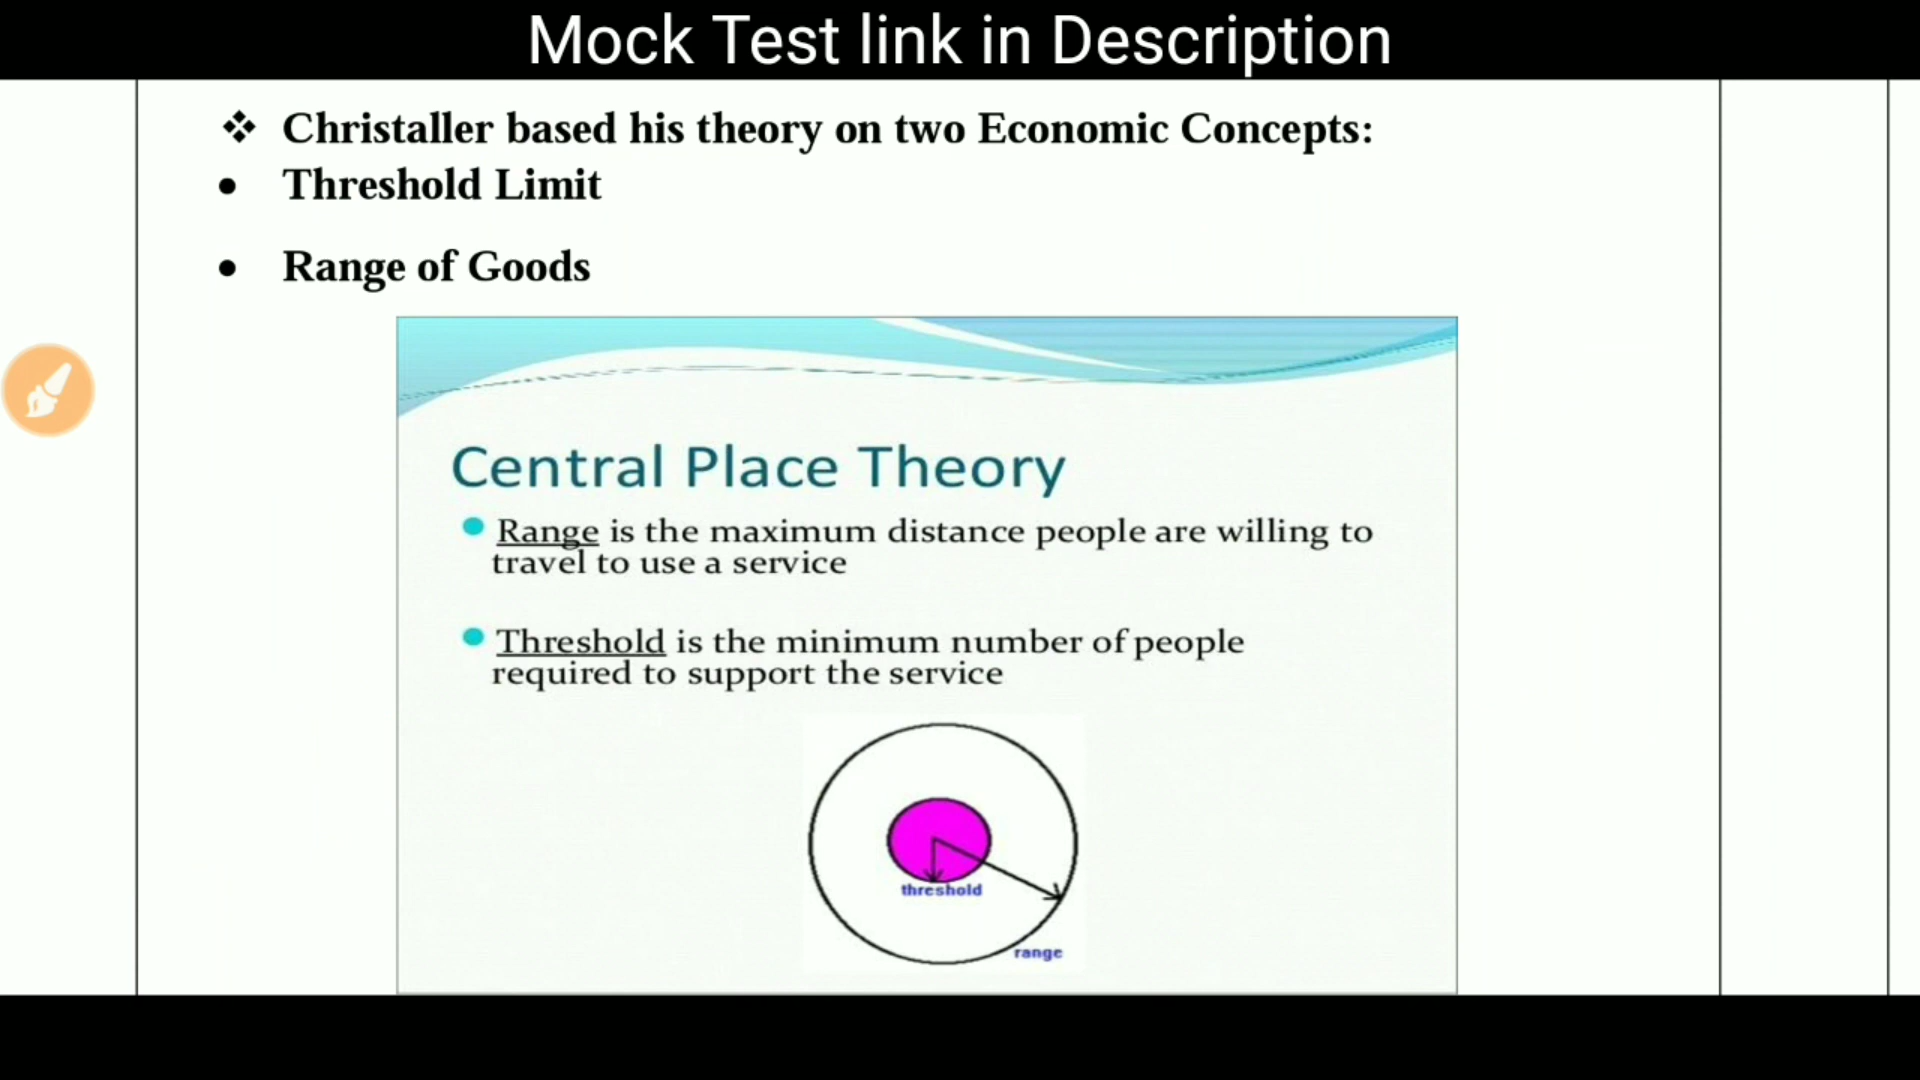 Mock Test link in Description
❖ Christaller based his theory on two Economic Concepts:
• Threshold Limit
• Range of Goods
Central Place Theory
• Range is the maximum distance people are willing to
travel to use a service
• Threshold is the minimum number of people
required to support the service
threshold
range